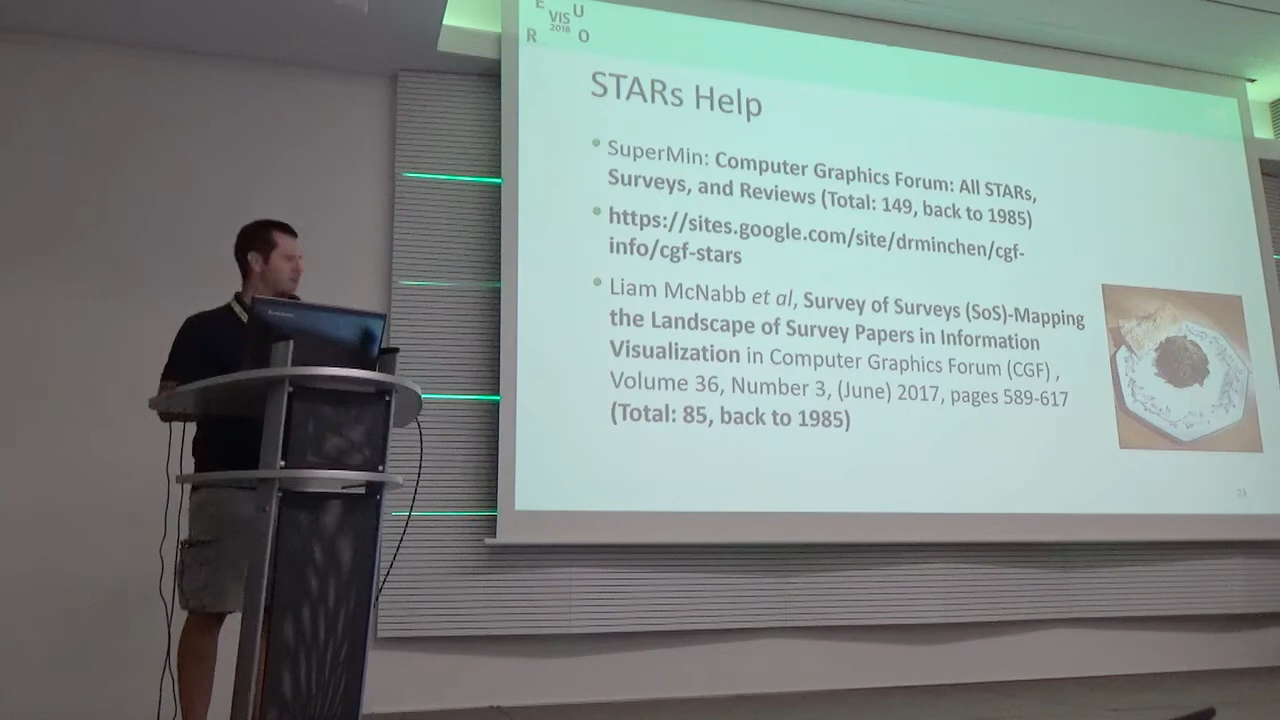 E U
VIS
2018
R O
STARs Help
SuperMin: Computer Graphics Forum: All STARs,
Surveys, and Reviews (Total: 149, back to 1985)
https://sites.google.com/site/drminchen/cgf-
info/cgf-stars
Liam McNabb et al, Survey of Surveys (SoS)-Mapping
the Landscape of Survey Papers in Information
Visualization in Computer Graphics Forum (CGF) ,
Volume 36, Number 3, (June) 2017, pages 589-617
(Total: 85, back to 1985)